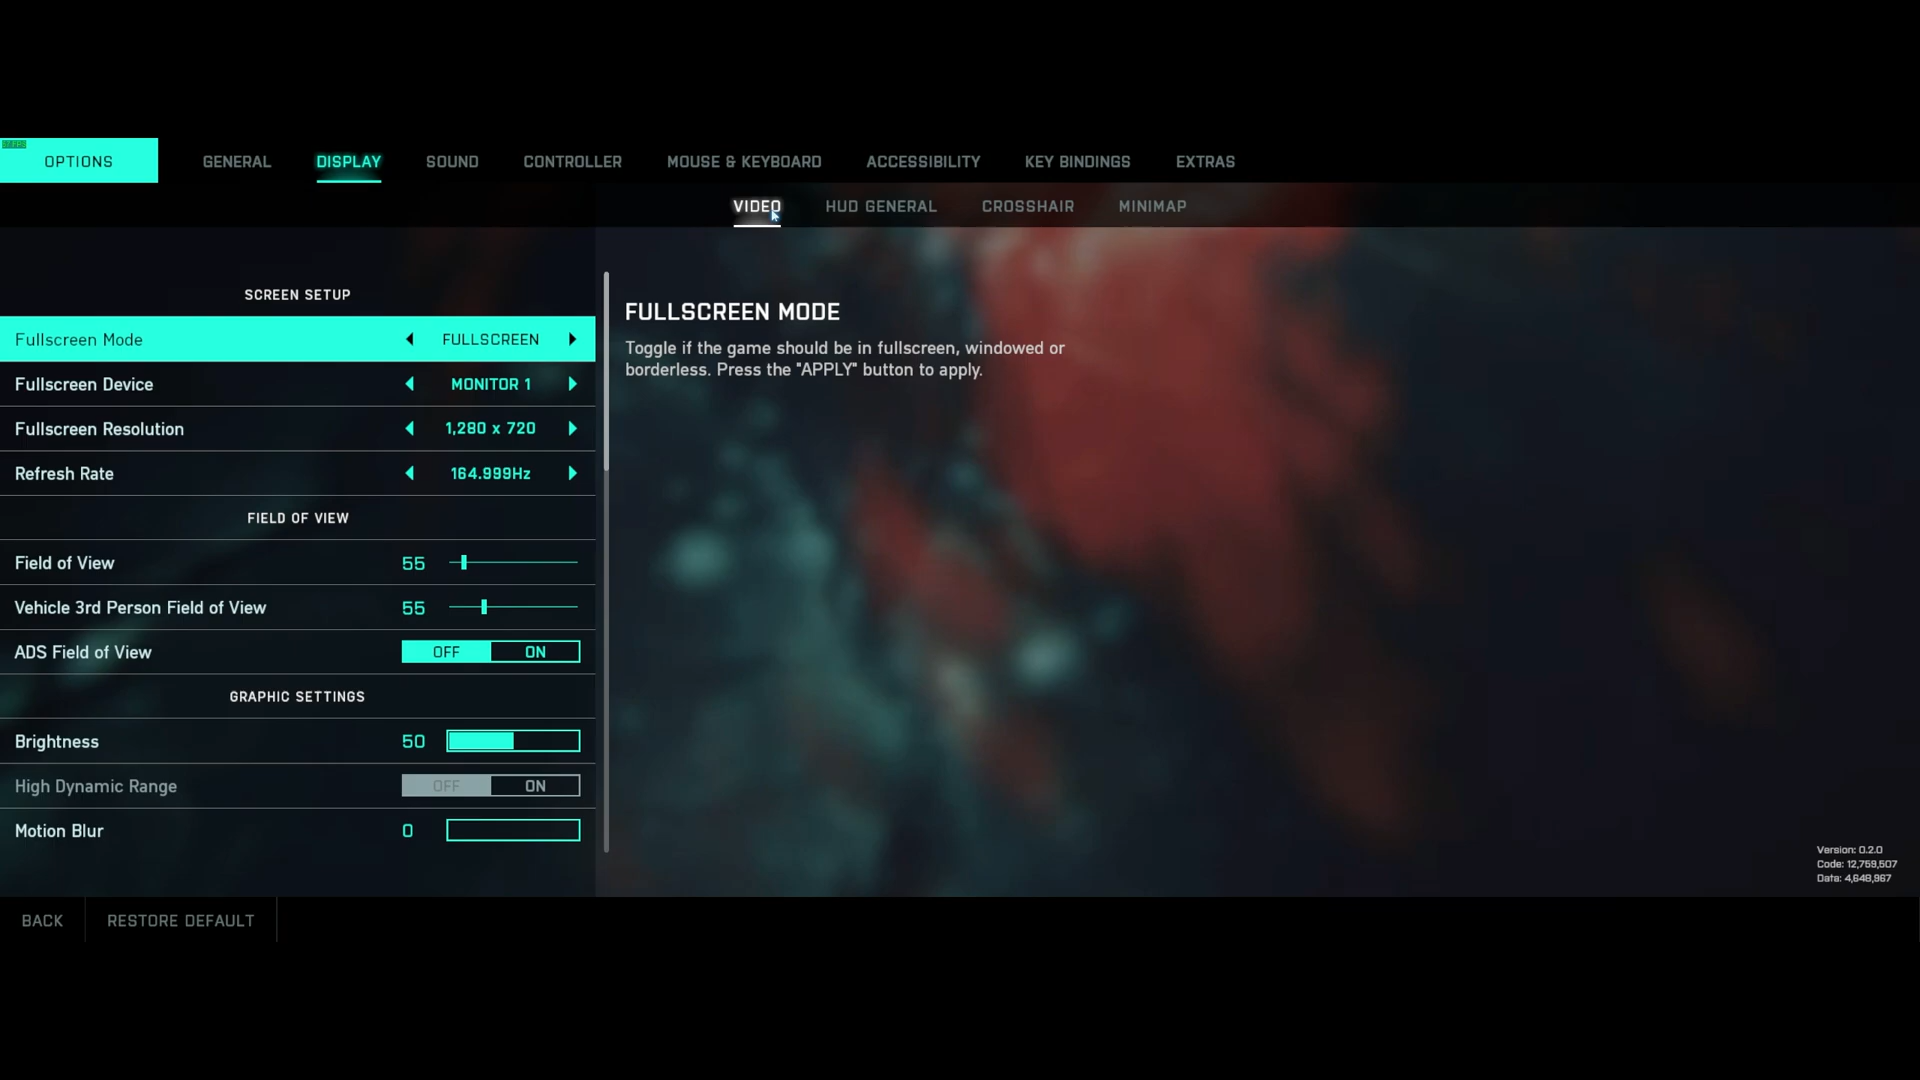 OPTIONS
GENERAL
DISPLAY
SOUND
CONTROLLER
MOUSE & KEYBOARD
ACCESSIBILITY
KEY BINDINGS
EXTRAS
VIDEO
HUD GENERAL
CROSSHAIR
MINIMAP
SCREEN SETUP
Fullscreen Mode
FULLSCREEN
Fullscreen Device
MONITOR 1
Fullscreen Resolution
1,280 x 720
Refresh Rate
164.999Hz
FIELD OF VIEW
Field of View
55
Vehicle 3rd Person Field of View
55
ADS Field of View
OFF
ON
GRAPHIC SETTINGS
Brightness
50
High Dynamic Range
OFF
ON
Motion Blur
0
FULLSCREEN MODE
Toggle if the game should be in fullscreen, windowed or
borderless. Press the "APPLY" button to apply.
Version: 0.2.0
Code: 12,759,507
Data: 4,648,967
BACK
RESTORE DEFAULT